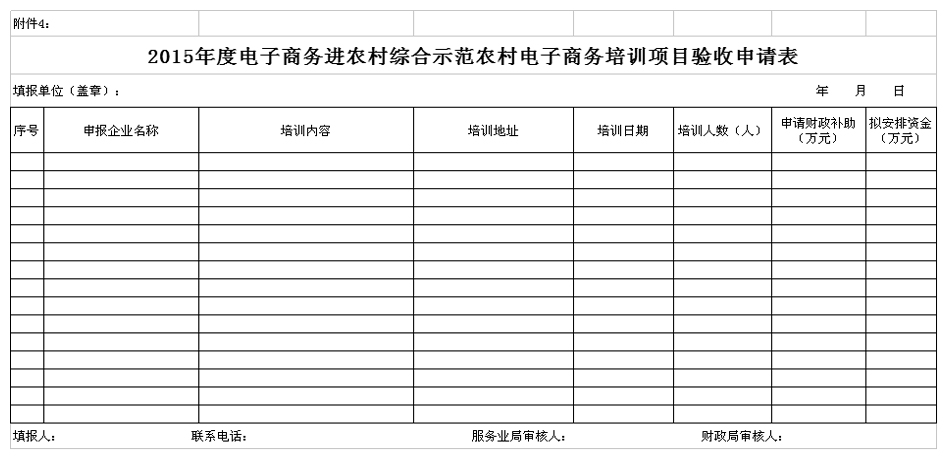 附件4:
2015年度电子商务进农村综合示范农村电子商务培训项目验收申请表
填报单位（盖章）： 年 月 日
序号 申报企业名称 培训内容 培训地址 培训日期 培训人数（人） 申请财政补助（万元） 拟安排资金（万元）
填报人： 联系电话： 服务业局审核人： 财政局审核人：